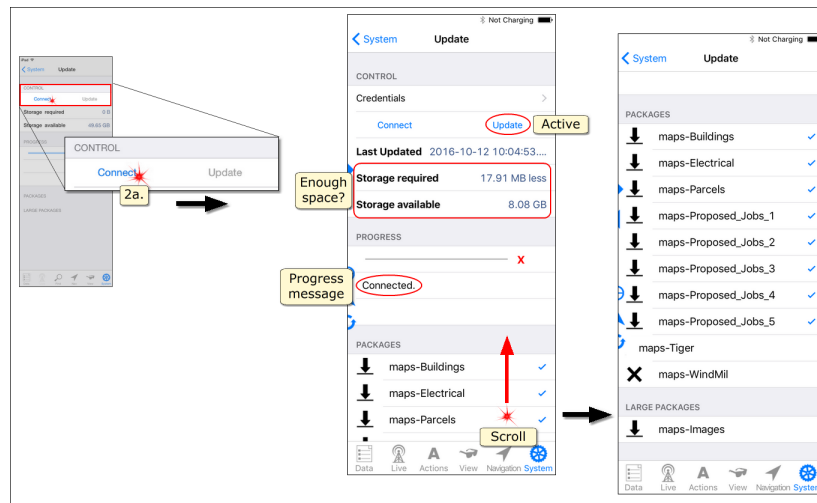 iPod
System Update
CONTROL
Connect Update
Storage required 0 B
Storage available 49.65 GB
PROGRESS
PACKAGES
LARGE PACKAGES
CONTROL
Connect Update
2a.
Not Charging
System Update
CONTROL
Credentials
Connect Update
Active
Last Updated 2016-10-12 10:04:53....
Enough space?
Storage required 17.91 MB less
Storage available 8.08 GB
PROGRESS
X
Progress message
Connected.
PACKAGES
maps-Buildings
maps-Electrical
maps-Parcels
Scroll
Data Live Actions View Navigation System
Not Charging
System Update
PACKAGES
maps-Buildings
maps-Electrical
maps-Parcels
maps-Proposed_Jobs_1
maps-Proposed_Jobs_2
maps-Proposed_Jobs_3
maps-Proposed_Jobs_4
maps-Proposed_Jobs_5
maps-Tiger
maps-WindMil
LARGE PACKAGES
maps-Images
Data Live Actions View Navigation System